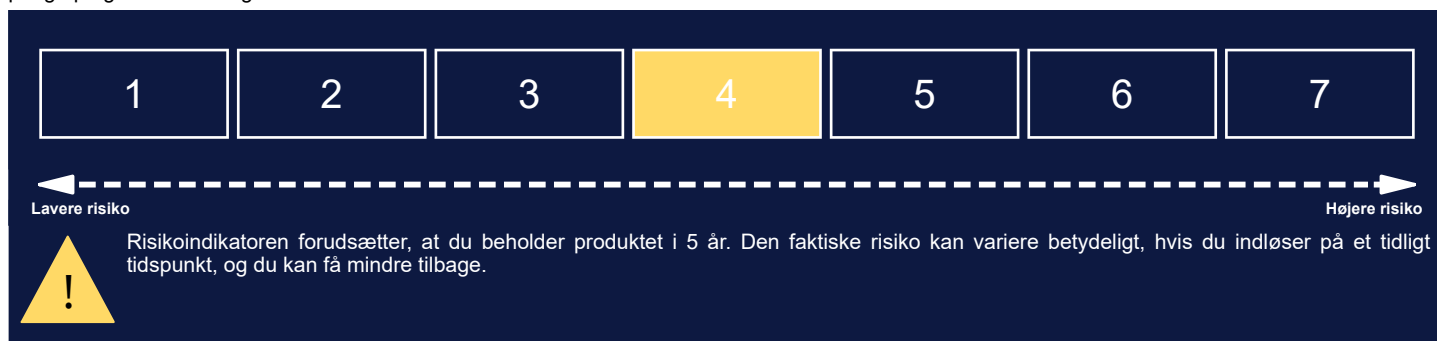 1 2 3 4 5 6 7
Lavere risiko Højere risiko
Risikoindikatoren forudsætter, at du beholder produktet i 5 år. Den faktiske risiko kan variere betydeligt, hvis du indløser på et tidligt
tidspunkt, og du kan få mindre tilbage.
!